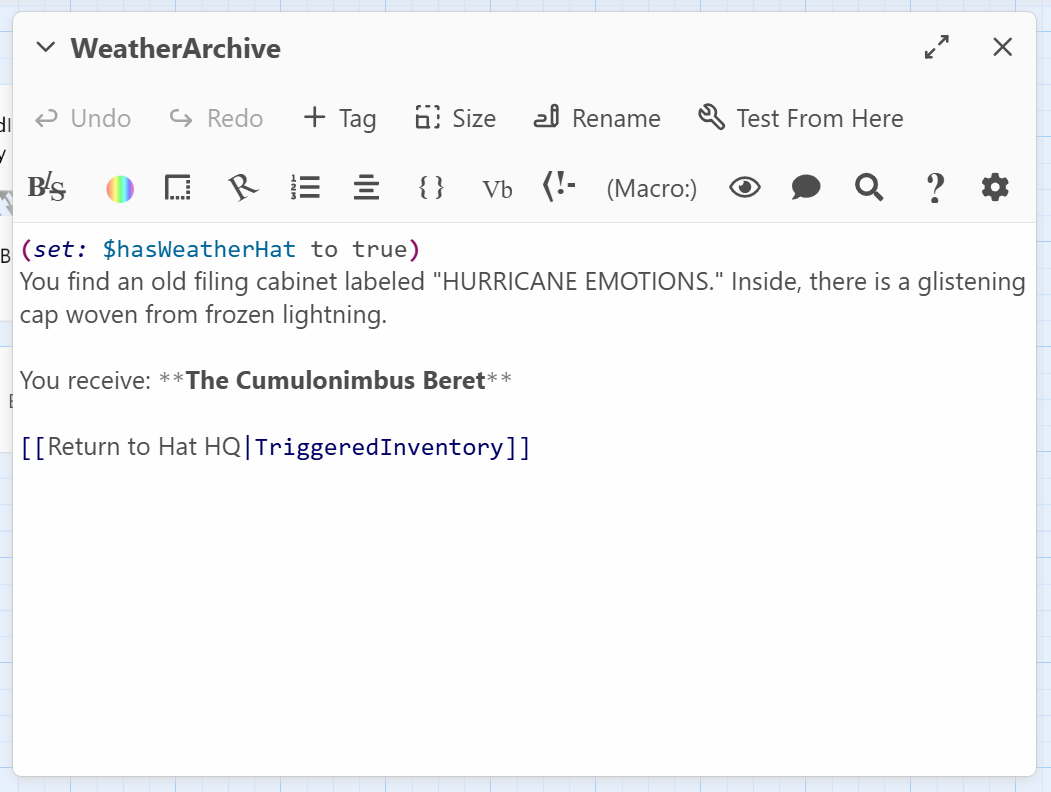 WeatherArchive
Undo Redo Tag Size Rename Test From Here
Vb (Macro:)
(set: $hasWeatherHat to true)
You find an old filing cabinet labeled "HURRICANE EMOTIONS." Inside, there is a glistening
cap woven from frozen lightning.
You receive: **The Cumulonimbus Beret**
[[Return to Hat HQ|TriggeredInventory]]